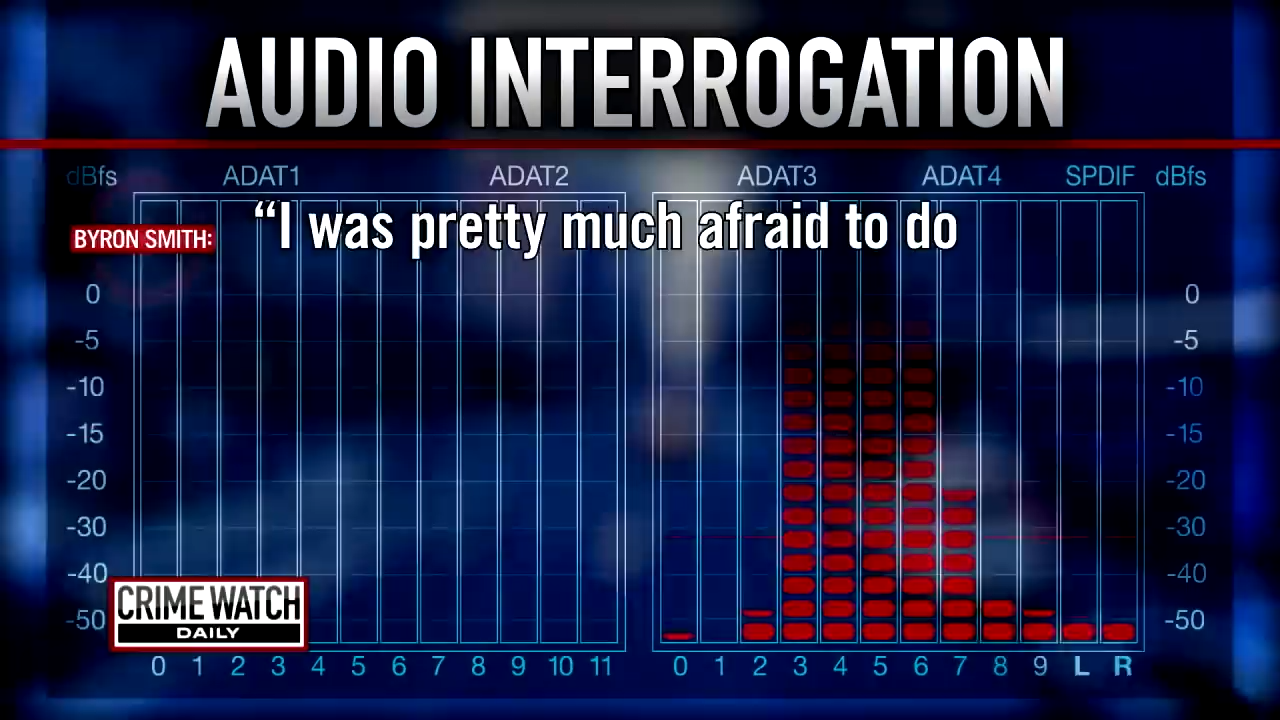 AUDIO INTERROGATION
dBfs ADAT1 ADAT2 ADAT3 ADAT4 SPDIF dBfs
BYRON SMITH: “I was pretty much afraid to do
0 0
-5 -5
-10 -10
-15 -15
-20 -20
-30 -30
-40 -40
-50 -50
CRIME WATCH
DAILY
0 1 2 3 4 5 6 7 8 9 10 11 0 1 2 3 4 5 6 7 8 9 L R